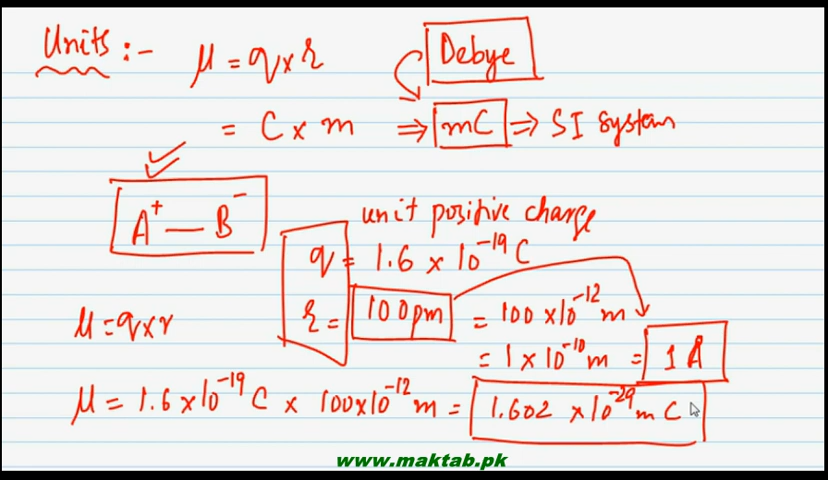 Units :- μ = q × r Debye
= C × m ⇒ mC ⇒ SI system
A⁺ — B⁻ unit positive charge
q = 1.6 × 10⁻¹⁹ C
μ = q × r r = 100 pm = 100 × 10⁻¹² m
= 1 × 10⁻¹⁰ m = 1 Å
μ = 1.6 × 10⁻¹⁹ C × 100 × 10⁻¹² m = 1.602 × 10⁻²⁹ m C
www.maktab.pk